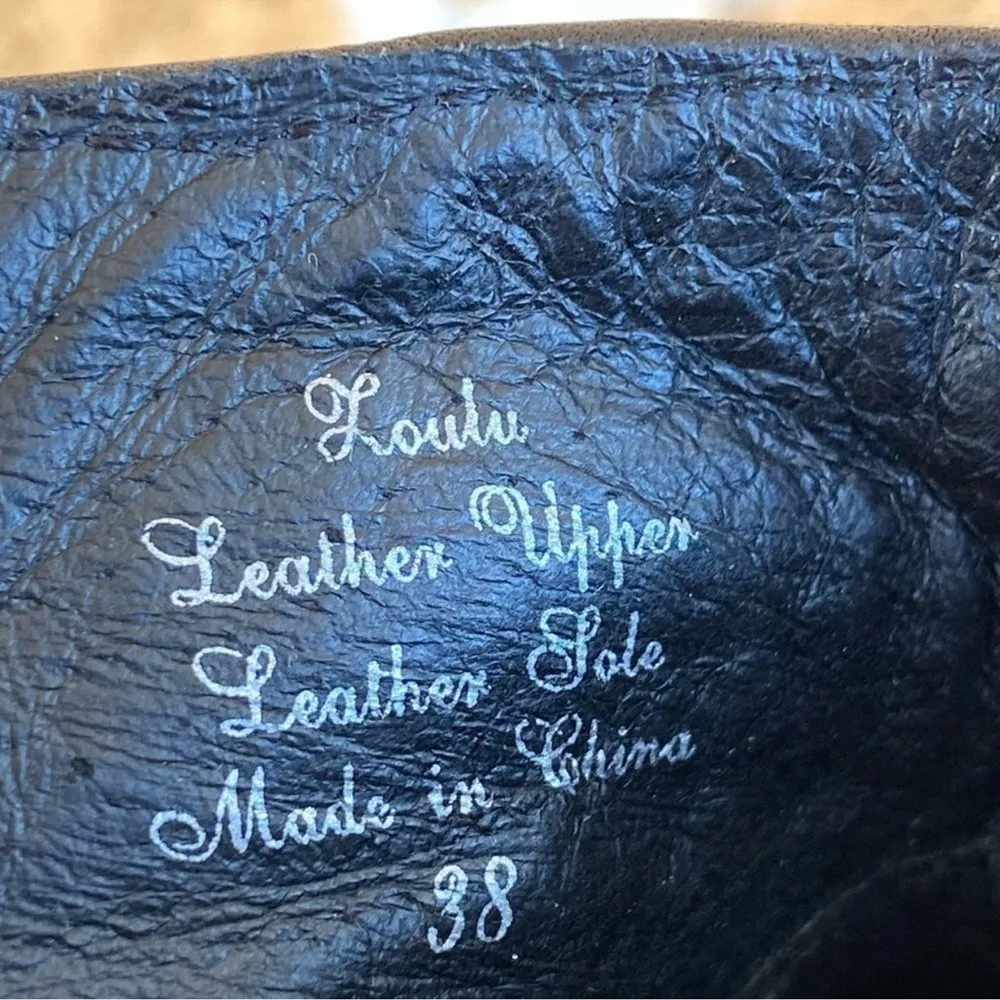 Loulu
Leather Upper
Leather Sole
Made in China
38